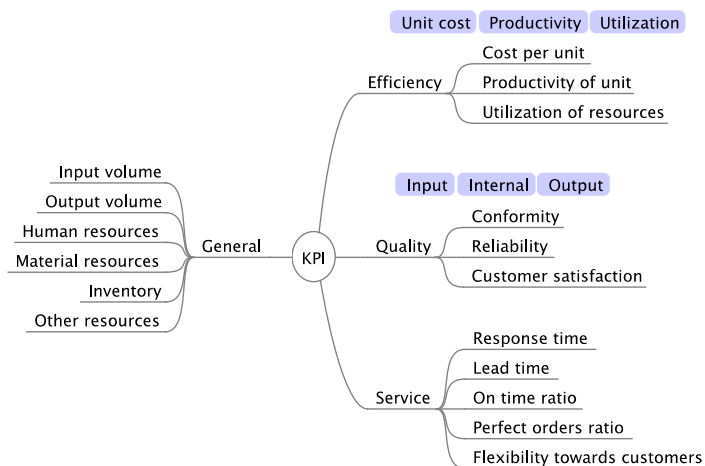 Unit cost Productivity Utilization
Efficiency
Cost per unit
Productivity of unit
Utilization of resources
Input volume
Output volume
Human resources
Material resources
Inventory
Other resources
General
KPI
Input Internal Output
Quality
Conformity
Reliability
Customer satisfaction
Service
Response time
Lead time
On time ratio
Perfect orders ratio
Flexibility towards customers